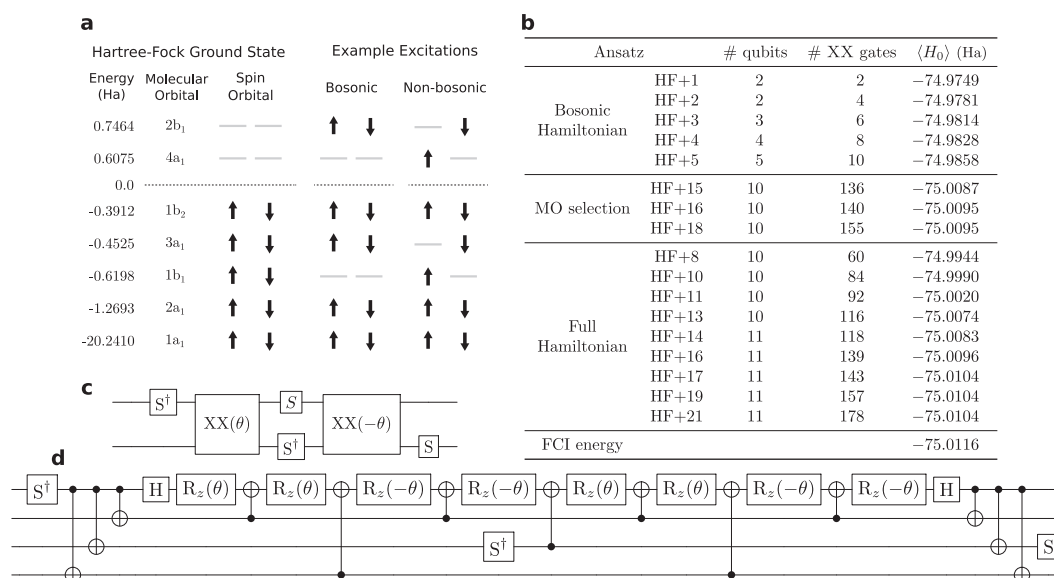 a
Hartree-Fock Ground State Example Excitations
Energy (Ha) Molecular Orbital Spin Orbital Bosonic Non-bosonic
0.7464 2b₁
0.6075 4a₁
0.0
-0.3912 1b₂
-0.4525 3a₁
-0.6198 1b₁
-1.2693 2a₁
-20.2410 1a₁
b
Ansatz # qubits # XX gates ⟨H₀⟩ (Ha)
Bosonic Hamiltonian
HF+1 2 2 −74.9749
HF+2 2 4 −74.9781
HF+3 3 6 −74.9814
HF+4 4 8 −74.9828
HF+5 5 10 −74.9858
MO selection
HF+15 10 136 −75.0087
HF+16 10 140 −75.0095
HF+18 10 155 −75.0095
Full Hamiltonian
HF+8 10 60 −74.9944
HF+10 10 84 −74.9990
HF+11 10 92 −75.0020
HF+13 10 116 −75.0074
HF+14 11 118 −75.0083
HF+16 11 139 −75.0096
HF+17 11 143 −75.0104
HF+19 11 157 −75.0104
HF+21 11 178 −75.0104
FCI energy −75.0116
c
S† XX(θ) S XX(−θ)
S† S
d
S† H R_z(θ) R_z(θ) R_z(−θ) R_z(−θ) R_z(θ) R_z(θ) R_z(−θ) R_z(−θ) H
S† S